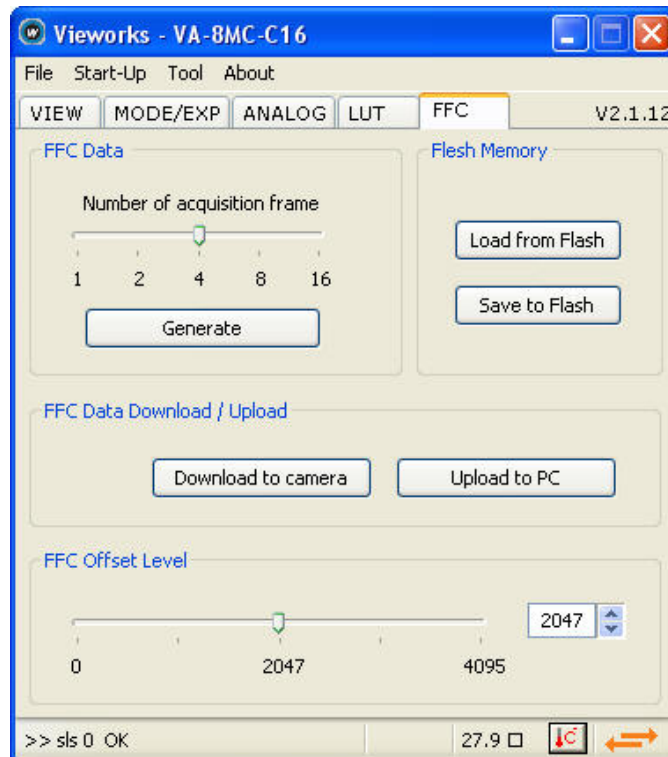 Vieworks - VA-8MC-C16
File Start-Up Tool About
VIEW MODE/EXP ANALOG LUT FFC V2.1.12
FFC Data
Number of acquisition frame
1 2 4 8 16
Generate
Flesh Memory
Load from Flash
Save to Flash
FFC Data Download / Upload
Download to camera Upload to PC
FFC Offset Level
2047
0 2047 4095
>> sls 0 OK 27.9 □ C